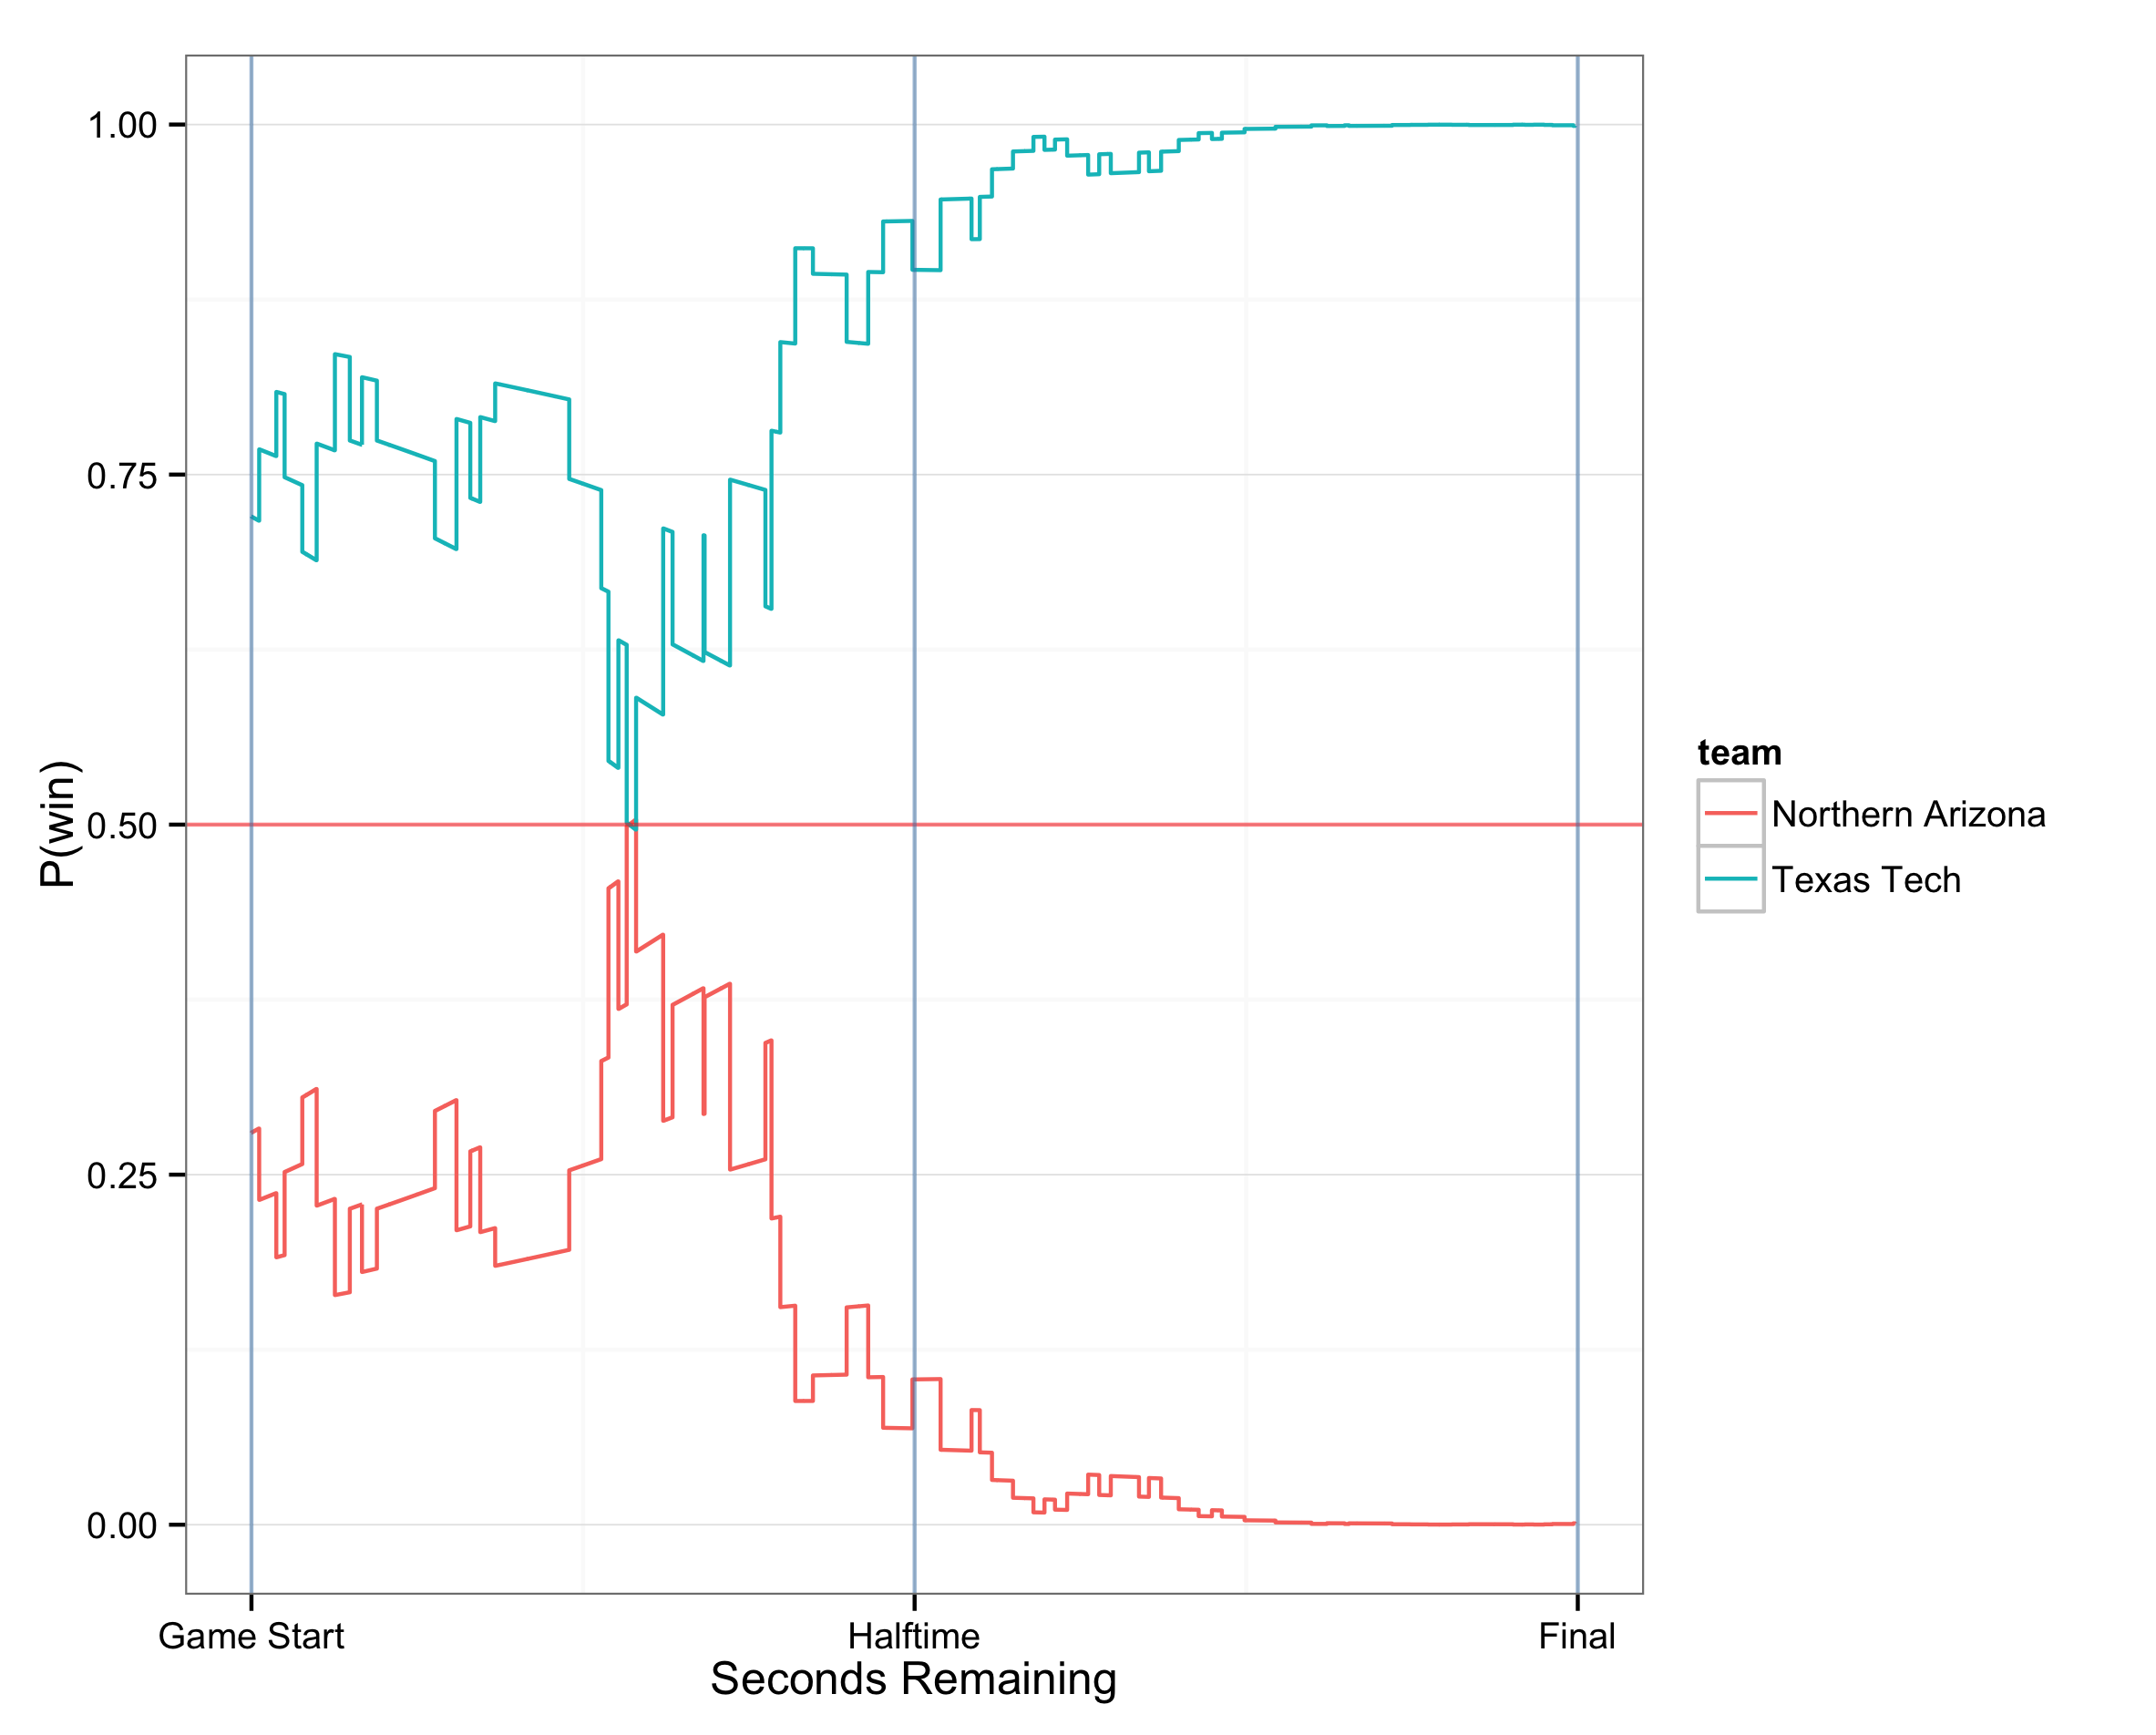 1.00
0.75
0.50
0.25
0.00
P(win)
Game Start
Halftime
Final
Seconds Remaining
team
Northern Arizona
Texas Tech